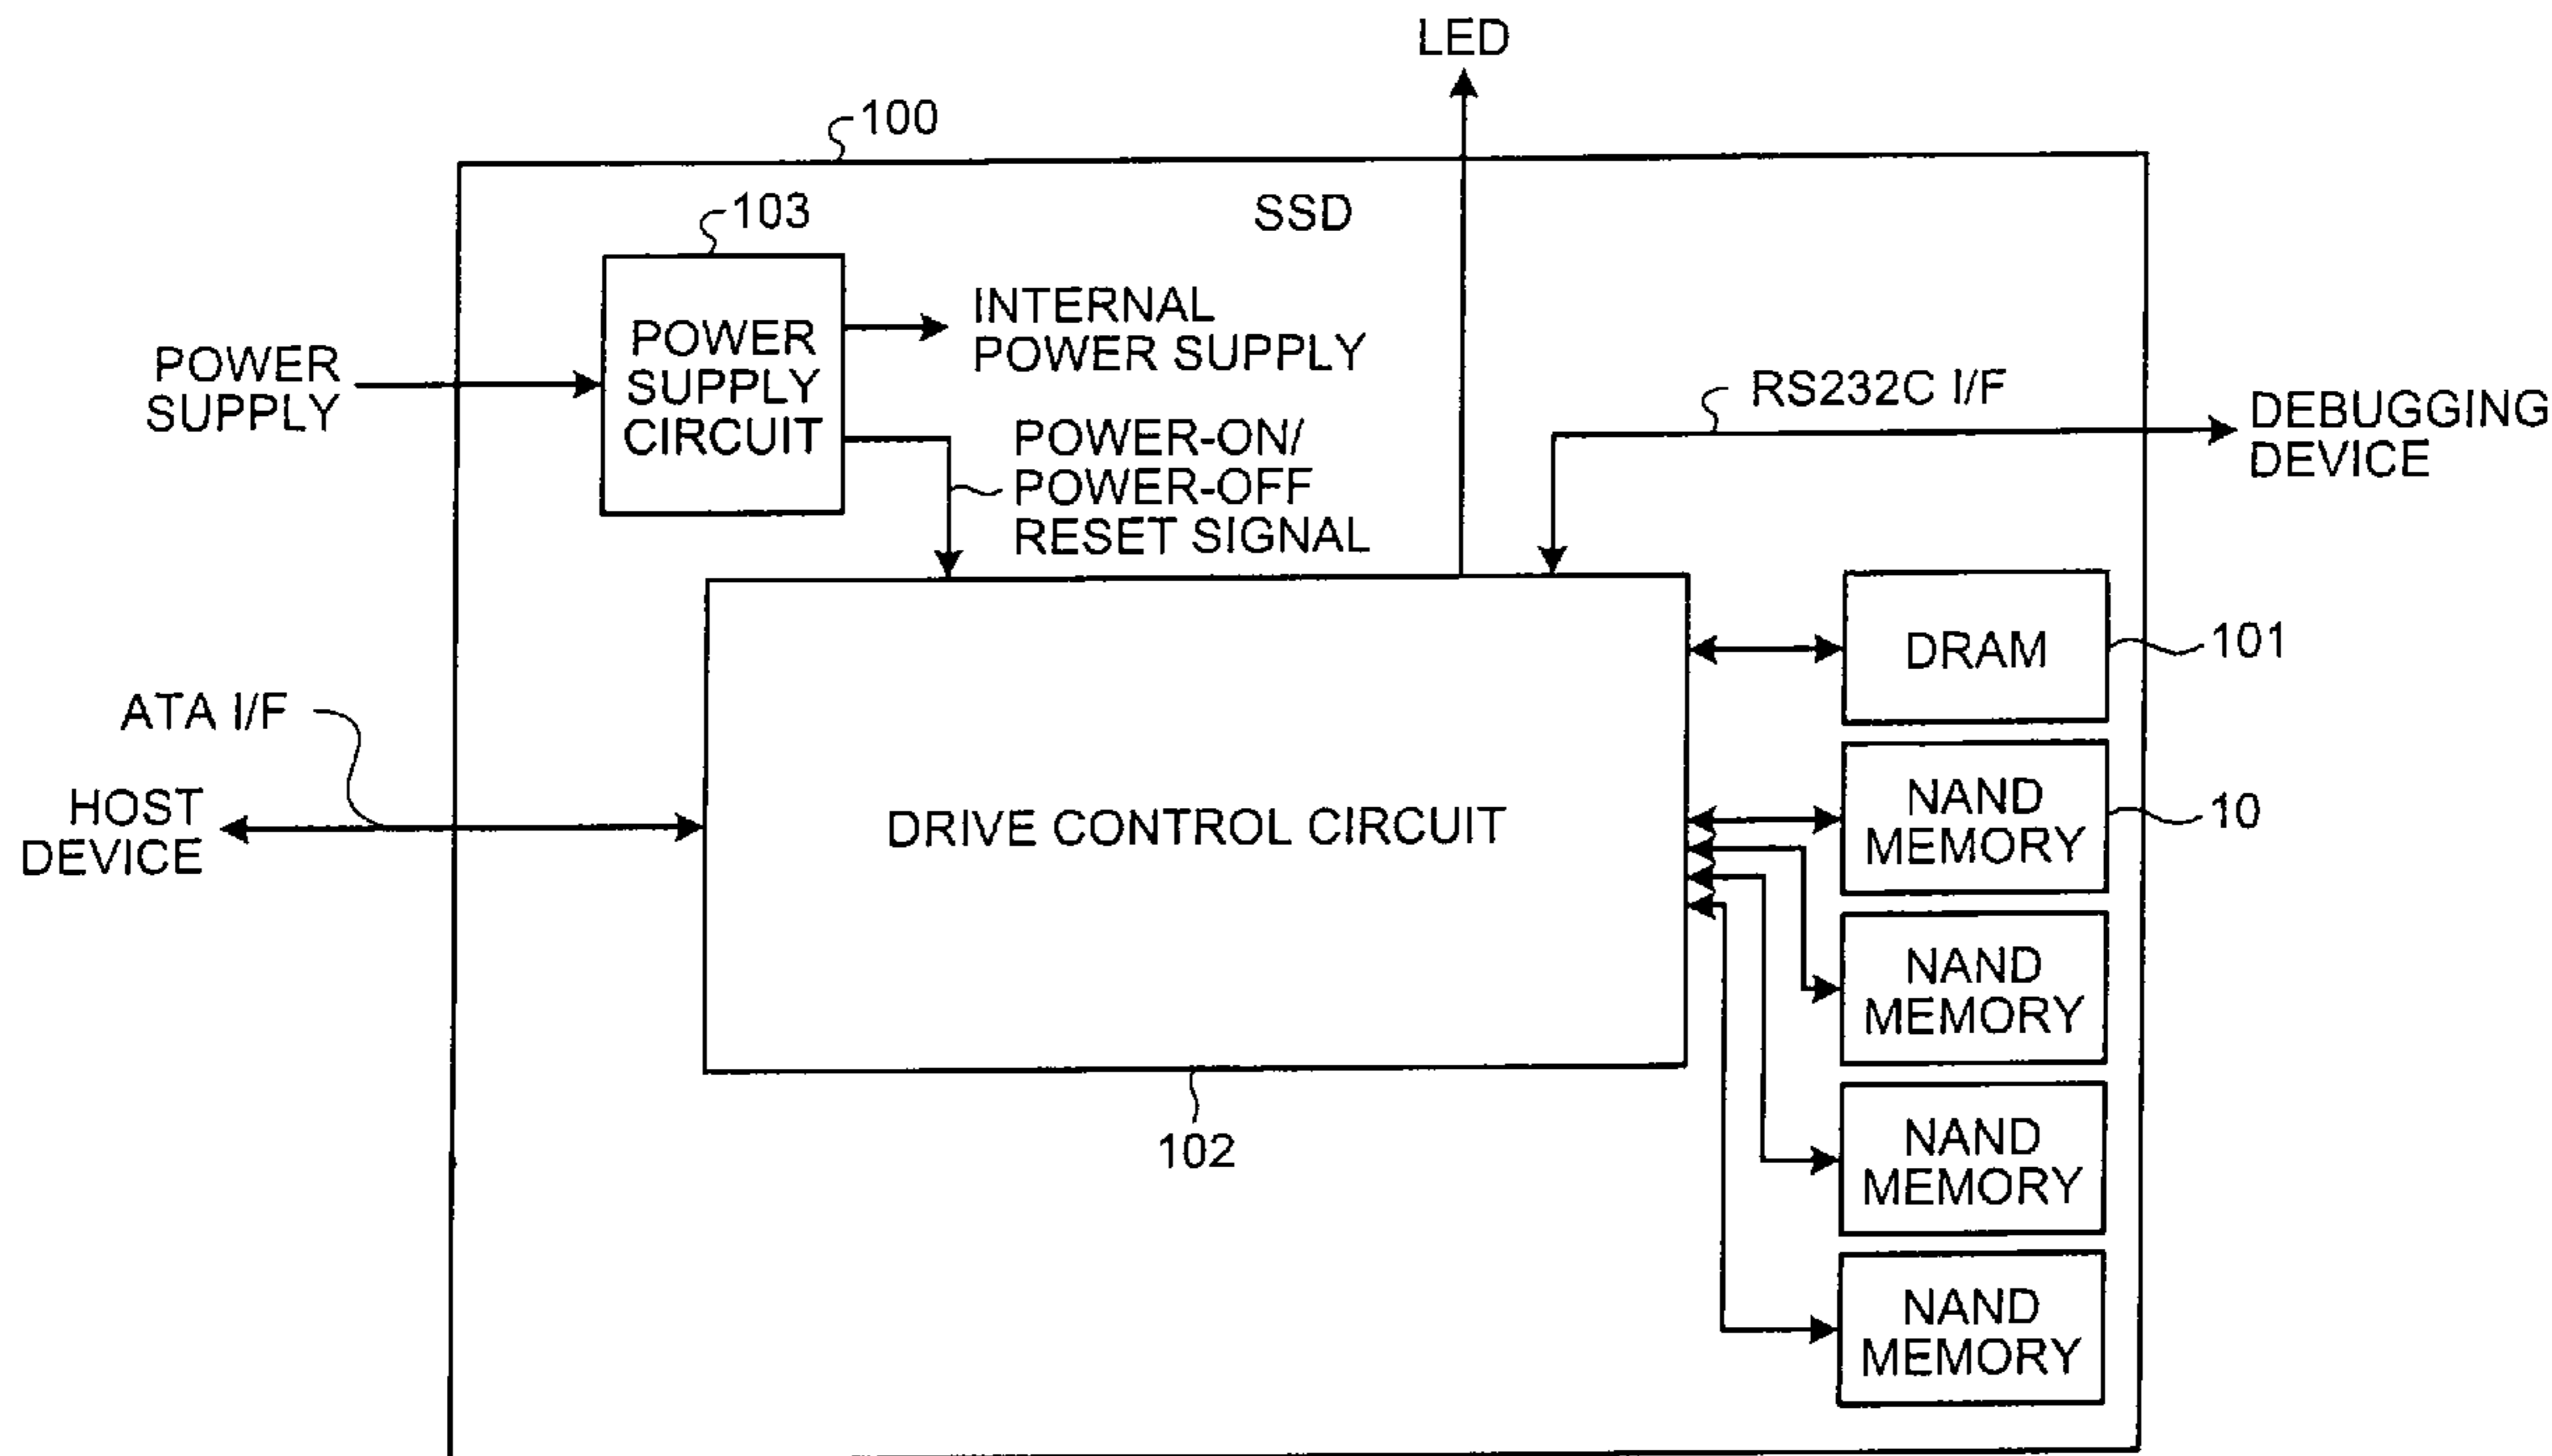 LED
100
SSD
103
POWER
SUPPLY
CIRCUIT
INTERNAL
POWER SUPPLY
POWER
SUPPLY
POWER-ON/
POWER-OFF
RESET SIGNAL
RS232C I/F
DEBUGGING
DEVICE
ATA I/F
HOST
DEVICE
DRIVE CONTROL CIRCUIT
102
DRAM
101
NAND
MEMORY
10
NAND
MEMORY
NAND
MEMORY
NAND
MEMORY